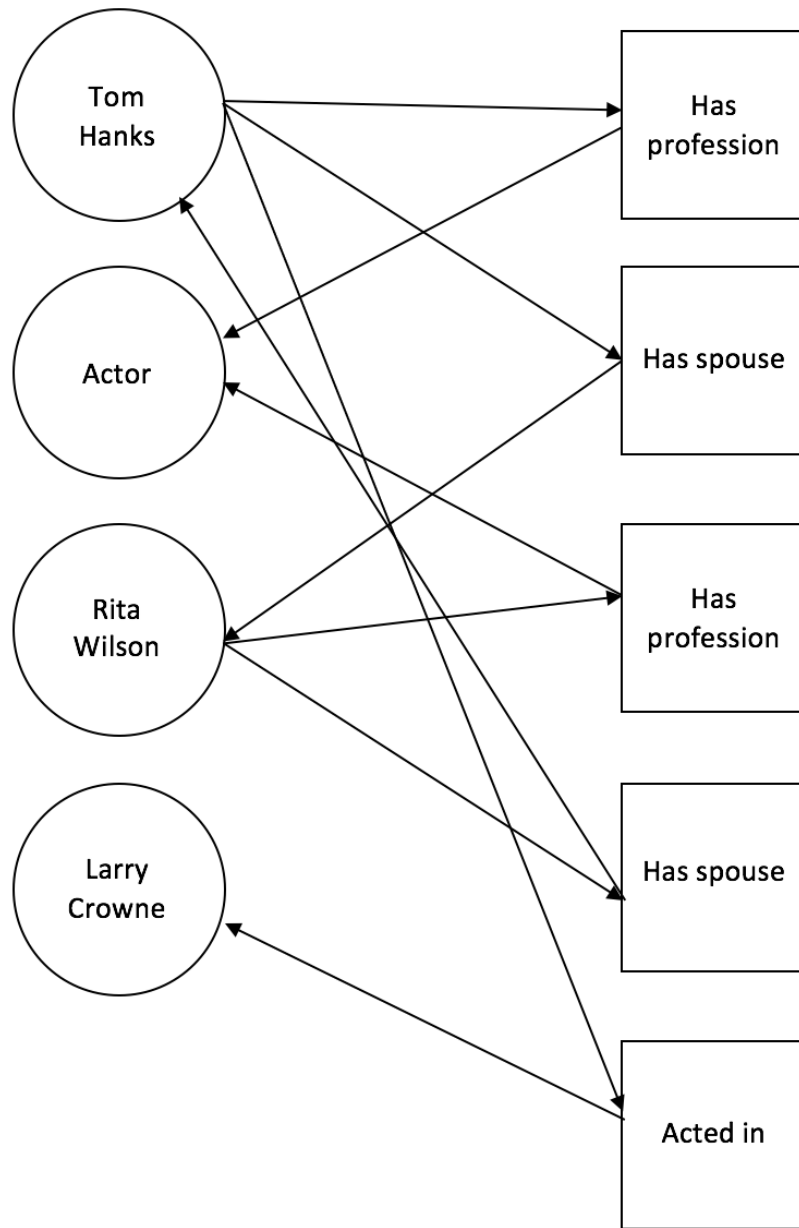 Tom
Hanks
Has
profession
Actor
Has spouse
Rita
Wilson
Has
profession
Larry
Crowne
Has spouse
Acted in